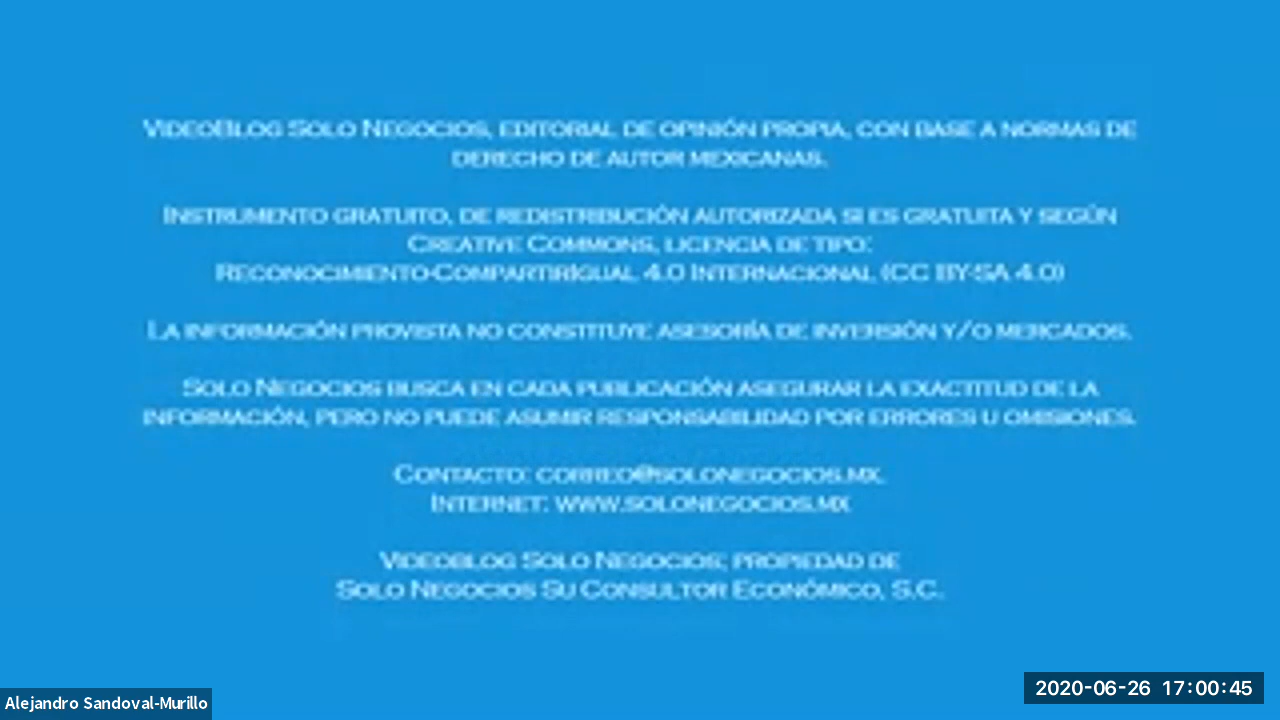 VideoBlog Solo Negocios, editorial de opinión propia, con base a normas de
derecho de autor mexicanas.
Instrumento gratuito, de redistribución autorizada si es gratuita y según
Creative Commons, licencia de tipo:
Reconocimiento-CompartirIgual 4.0 Internacional (CC BY-SA 4.0)
La información provista no constituye asesoría de inversión y/o mercados.
Solo Negocios busca en cada publicación asegurar la exactitud de la
información, pero no puede asumir responsabilidad por errores u omisiones.
Contacto: correo@solonegocios.mx.
Internet: www.solonegocios.mx
Videoblog Solo Negocios; propiedad de
Solo Negocios Su Consultor Económico, S.C.
Alejandro Sandoval-Murillo
2020-06-26 17:00:45